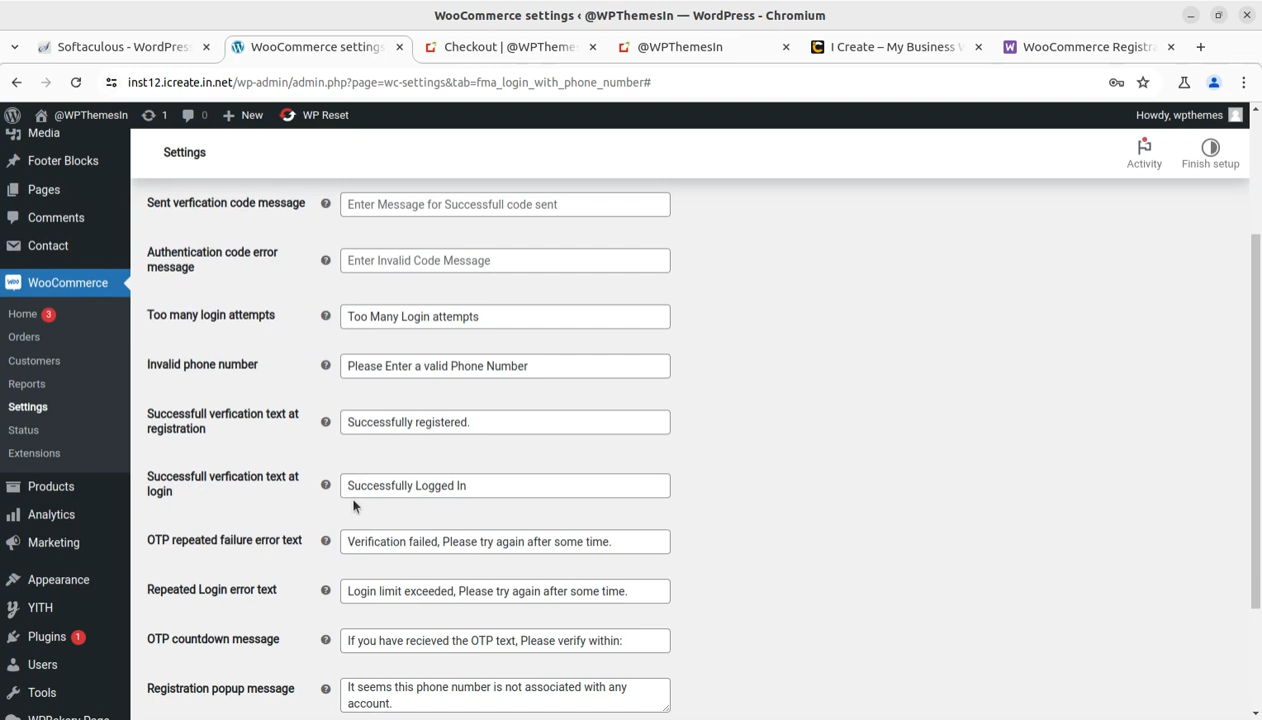 WooCommerce settings ‹ @WPThemesIn — WordPress - Chromium
Softaculous - WordPres
WooCommerce settings
Checkout | @WPTheme
@WPThemesIn
I Create – My Business W
WooCommerce Registra
inst12.icreate.in.net/wp-admin/admin.php?page=wc-settings&tab=fma_login_with_phone_number#
@WPThemesIn
1
0
New
WP Reset
Howdy, wpthemes
Media
Footer Blocks
Pages
Comments
Contact
WooCommerce
Home 3
Orders
Customers
Reports
Settings
Status
Extensions
Products
Analytics
Marketing
Appearance
YITH
Plugins 1
Users
Tools
WPBakery Page
Settings
Activity
Finish setup
Sent verfication code message
Enter Message for Successfull code sent
Authentication code error
message
Enter Invalid Code Message
Too many login attempts
Too Many Login attempts
Invalid phone number
Please Enter a valid Phone Number
Successfull verfication text at
registration
Successfully registered.
Successfull verfication text at
login
Successfully Logged In
OTP repeated failure error text
Verification failed, Please try again after some time.
Repeated Login error text
Login limit exceeded, Please try again after some time.
OTP countdown message
If you have recieved the OTP text, Please verify within:
Registration popup message
It seems this phone number is not associated with any
account.